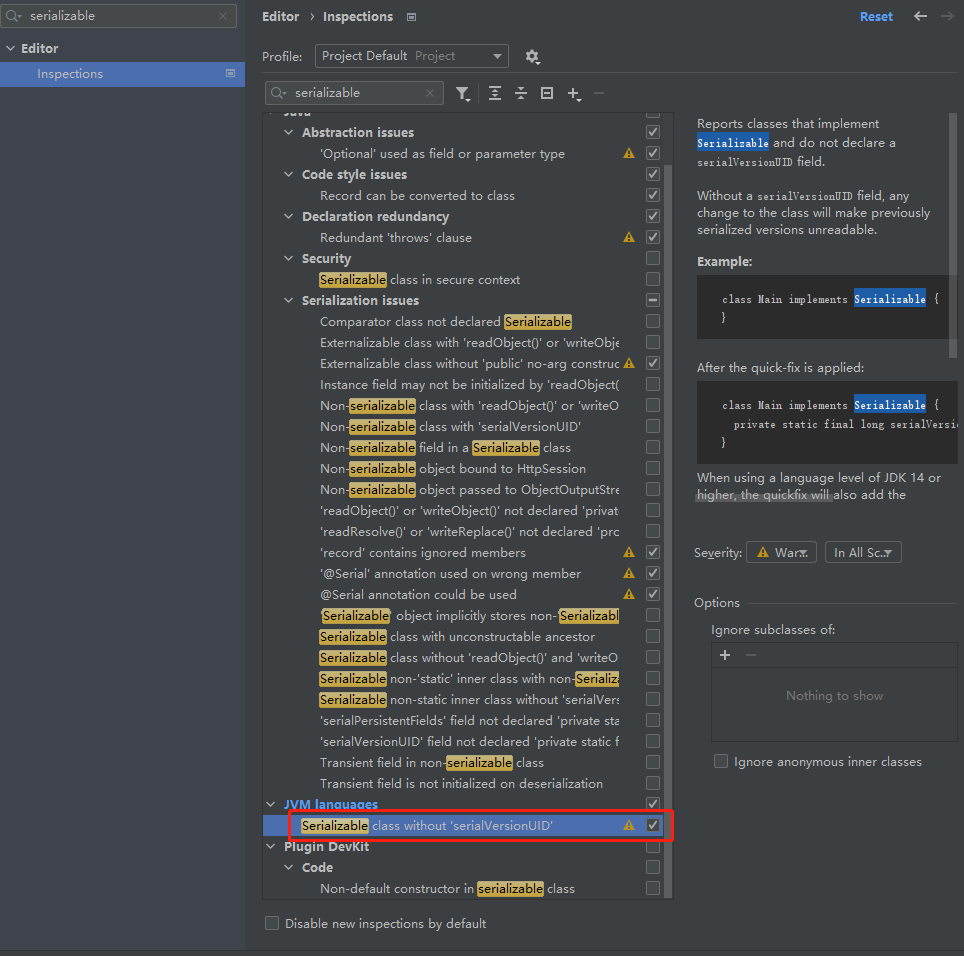 serializable
Editor
Inspections
Editor › Inspections
Reset
Profile:
Project Default Project
serializable
Java
Abstraction issues
'Optional' used as field or parameter type
Code style issues
Record can be converted to class
Declaration redundancy
Redundant 'throws' clause
Security
Serializable class in secure context
Serialization issues
Comparator class not declared Serializable
Externalizable class with 'readObject()' or 'writeObje
Externalizable class without 'public' no-arg construc
Instance field may not be initialized by 'readObject(
Non-serializable class with 'readObject()' or 'writeO
Non-serializable class with 'serialVersionUID'
Non-serializable field in a Serializable class
Non-serializable object bound to HttpSession
Non-serializable object passed to ObjectOutputStre
'readObject()' or 'writeObject()' not declared 'privat
'readResolve()' or 'writeReplace()' not declared 'prc
'record' contains ignored members
'@Serial' annotation used on wrong member
@Serial annotation could be used
'Serializable' object implicitly stores non-'Serializabl
Serializable class with unconstructable ancestor
Serializable class without 'readObject()' and 'writeO
Serializable non-'static' inner class with non-Serializa
Serializable non-static inner class without 'serialVers
'serialPersistentFields' field not declared 'private sta
'serialVersionUID' field not declared 'private static f
Transient field in non-serializable class
Transient field is not initialized on deserialization
JVM languages
Serializable class without 'serialVersionUID'
Plugin DevKit
Code
Non-default constructor in serializable class
Disable new inspections by default
Reports classes that implement
Serializable and do not declare a
serialVersionUID field.
Without a serialVersionUID field, any
change to the class will make previously
serialized versions unreadable.
Example:
class Main implements Serializable {
}
After the quick-fix is applied:
class Main implements Serializable {
private static final long serialVersio
}
When using a language level of JDK 14 or
higher, the quickfix will also add the
Severity:
War
In All Sc
Options
Ignore subclasses of:
Nothing to show
Ignore anonymous inner classes